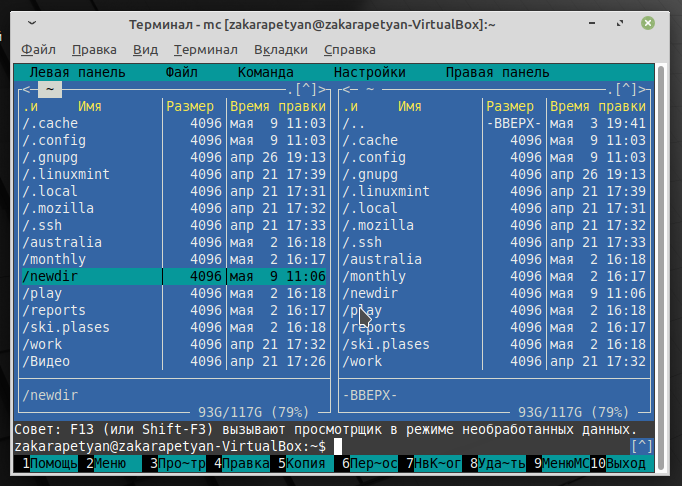 Терминал - mc [zakarapetyan@zakarapetyan-VirtualBox]:~
Файл Правка Вид Терминал Вкладки Справка
Левая панель Файл Команда Настройки Правая панель
<─ ~ .[^]> <─ ~ .[^]>
.и Имя Размер Время правки .и Имя Размер Время правки
/.cache 4096 мая 9 11:03 /.. -ВВЕРХ- мая 3 19:41
/.config 4096 мая 9 11:03 /.cache 4096 мая 9 11:03
/.gnupg 4096 апр 26 19:13 /.config 4096 мая 9 11:03
/.linuxmint 4096 апр 21 17:39 /.gnupg 4096 апр 26 19:13
/.local 4096 апр 21 17:31 /.linuxmint 4096 апр 21 17:39
/.mozilla 4096 апр 21 17:32 /.local 4096 апр 21 17:31
/.ssh 4096 апр 21 17:33 /.mozilla 4096 апр 21 17:32
/australia 4096 мая 2 16:18 /.ssh 4096 апр 21 17:33
/monthly 4096 мая 2 16:17 /australia 4096 мая 2 16:18
/newdir 4096 мая 9 11:06 /monthly 4096 мая 2 16:17
/play 4096 мая 2 16:18 /newdir 4096 мая 9 11:06
/reports 4096 мая 2 16:17 /play 4096 мая 2 16:18
/ski.plases 4096 мая 2 16:18 /reports 4096 мая 2 16:17
/work 4096 апр 21 17:32 /ski.plases 4096 мая 2 16:18
/Видео 4096 апр 21 17:26 /work 4096 апр 21 17:32
/newdir -ВВЕРХ-
93G/117G (79%) 93G/117G (79%)
Совет: F13 (или Shift-F3) вызывают просмотрщик в режиме необработанных данных.
zakarapetyan@zakarapetyan-VirtualBox:~$ [^]
1Помощь 2Меню 3Про~тр 4Правка 5Копия 6Пер~ос 7НвК~ог 8Уда~ть 9МенюМС 10Выход